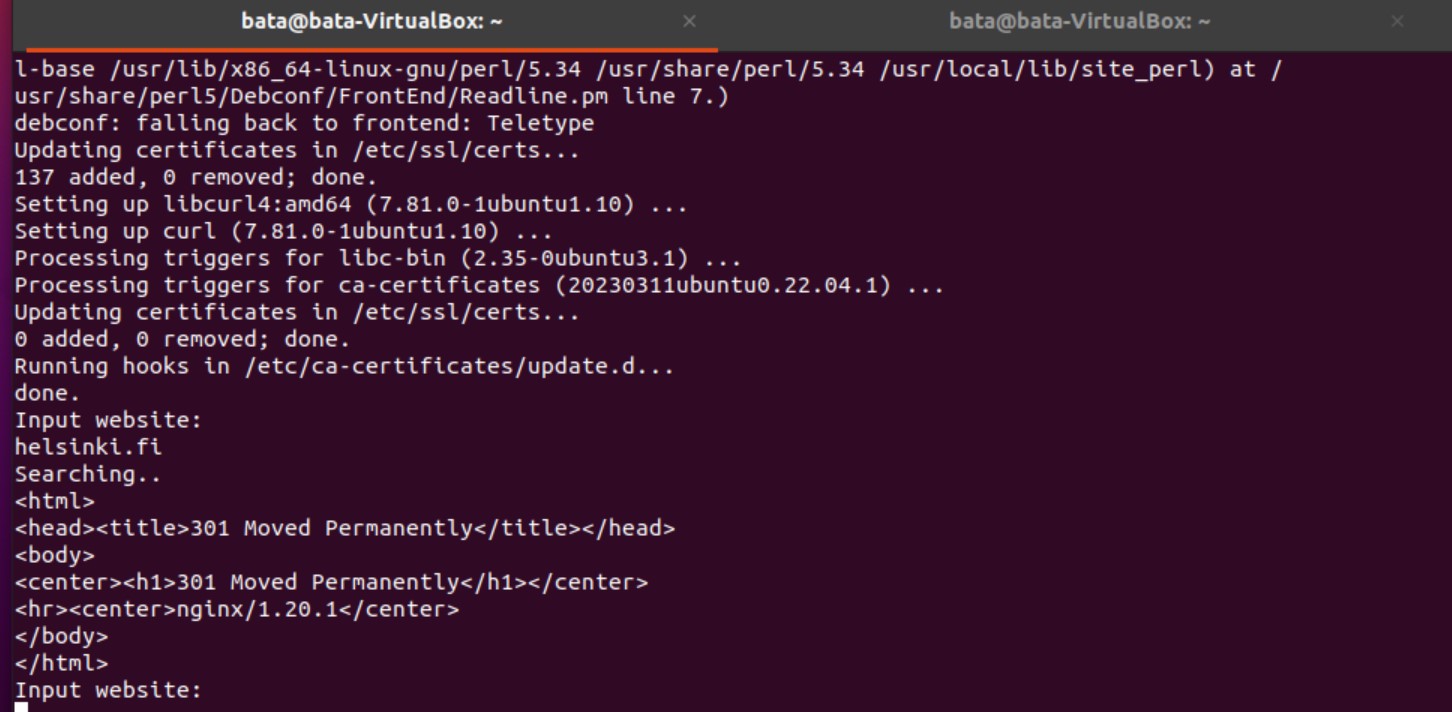 bata@bata-VirtualBox: ~ × bata@bata-VirtualBox: ~ ×
l-base /usr/lib/x86_64-linux-gnu/perl/5.34 /usr/share/perl/5.34 /usr/local/lib/site_perl) at /
usr/share/perl5/Debconf/FrontEnd/Readline.pm line 7.)
debconf: falling back to frontend: Teletype
Updating certificates in /etc/ssl/certs...
137 added, 0 removed; done.
Setting up libcurl4:amd64 (7.81.0-1ubuntu1.10) ...
Setting up curl (7.81.0-1ubuntu1.10) ...
Processing triggers for libc-bin (2.35-0ubuntu3.1) ...
Processing triggers for ca-certificates (20230311ubuntu0.22.04.1) ...
Updating certificates in /etc/ssl/certs...
0 added, 0 removed; done.
Running hooks in /etc/ca-certificates/update.d...
done.
Input website:
helsinki.fi
Searching..
<html>
<head><title>301 Moved Permanently</title></head>
<body>
<center><h1>301 Moved Permanently</h1></center>
<hr><center>nginx/1.20.1</center>
</body>
</html>
Input website: